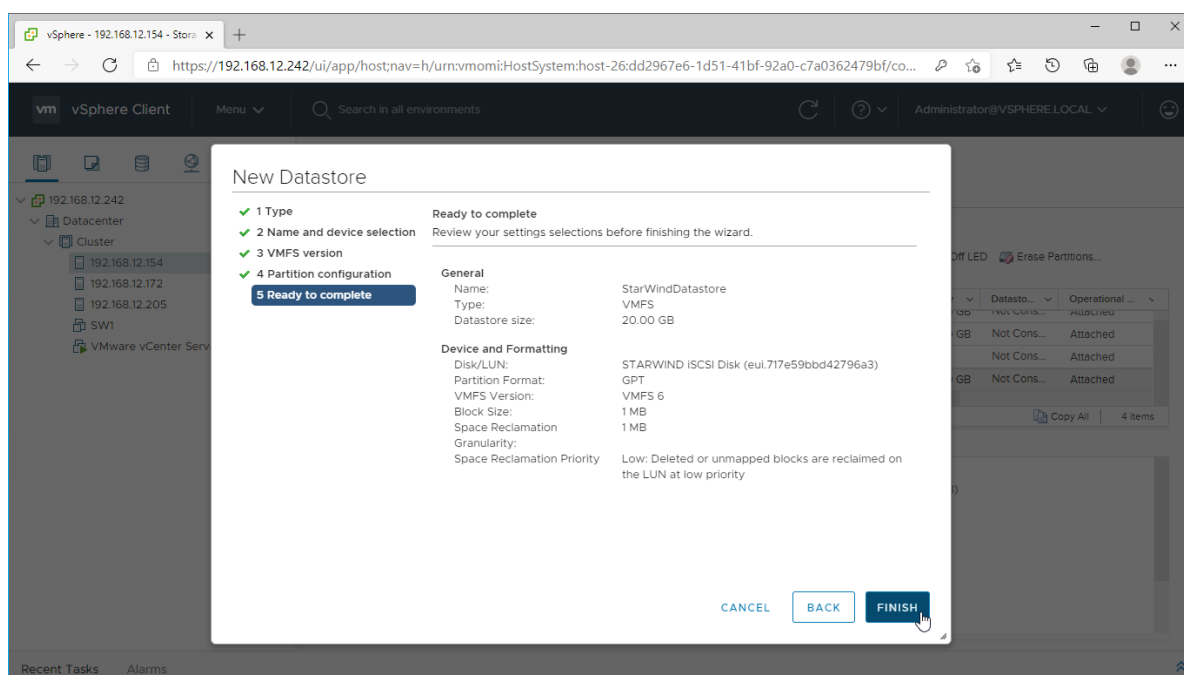 vSphere - 192.168.12.154 - Stora
https://192.168.12.242/ui/app/host;nav=h/urn:vmomi:HostSystem:host-26:dd2967e6-1d51-41bf-92a0-c7a0362479bf/co...
vm vSphere Client Menu Search in all environments Administrator@VSPHERE.LOCAL
New Datastore
192.168.12.242
Datacenter
Cluster
192.168.12.154
192.168.12.172
192.168.12.205
SW1
VMware vCenter Serv
1 Type
2 Name and device selection
3 VMFS version
4 Partition configuration
5 Ready to complete
Ready to complete
Review your settings selections before finishing the wizard.
General
Name: StarWindDatastore
Type: VMFS
Datastore size: 20.00 GB
Device and Formatting
Disk/LUN: STARWIND iSCSI Disk (eui.717e59bbd42796a3)
Partition Format: GPT
VMFS Version: VMFS 6
Block Size: 1 MB
Space Reclamation 1 MB
Granularity:
Space Reclamation Priority Low: Deleted or unmapped blocks are reclaimed on
the LUN at low priority
Off LED Erase Partitions...
Datasto... Operational ...
GB Not Cons... Attached
GB Not Cons... Attached
Not Cons... Attached
GB Not Cons... Attached
Copy All 4 items
CANCEL BACK FINISH
Recent Tasks Alarms